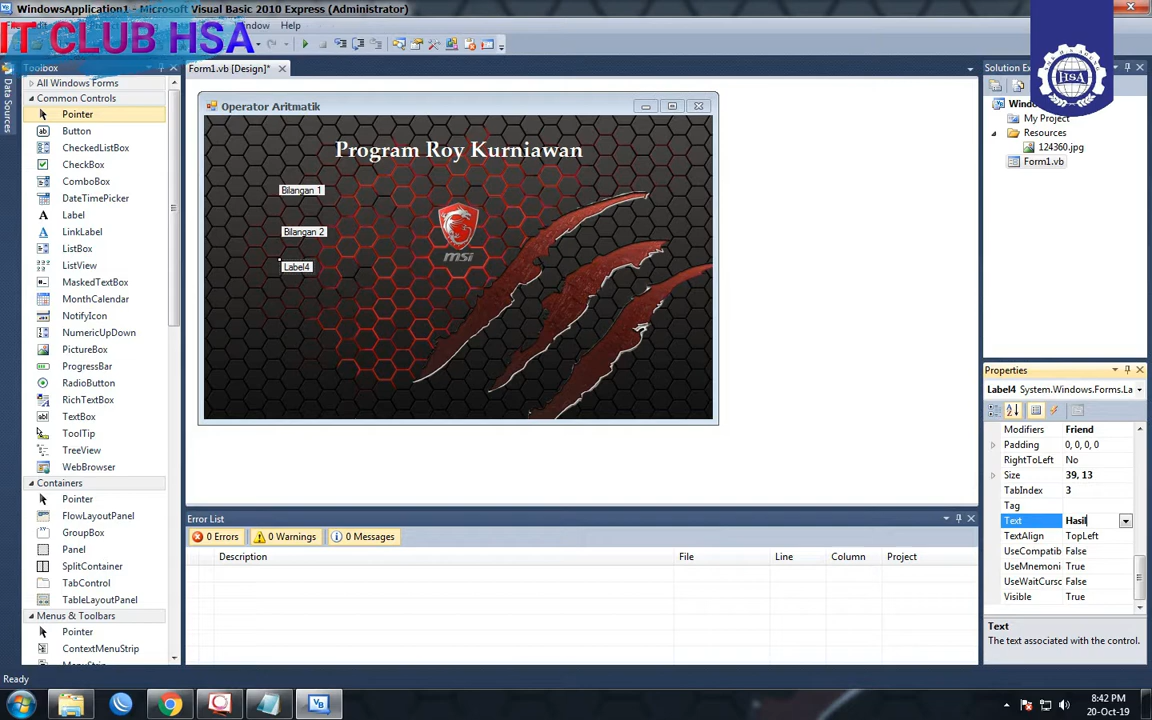 WindowsApplication1 - Microsoft Visual Basic 2010 Express (Administrator)
IT CLUB HSA
Window Help
Toolbox
All Windows Forms
Common Controls
Pointer
Button
CheckedListBox
CheckBox
ComboBox
DateTimePicker
Label
LinkLabel
ListBox
ListView
MaskedTextBox
MonthCalendar
NotifyIcon
NumericUpDown
PictureBox
ProgressBar
RadioButton
RichTextBox
TextBox
ToolTip
TreeView
WebBrowser
Containers
Pointer
FlowLayoutPanel
GroupBox
Panel
SplitContainer
TabControl
TableLayoutPanel
Menus & Toolbars
Pointer
ContextMenuStrip
MenuStrip
Data Sources
Form1.vb [Design]*
Operator Aritmatik
Program Roy Kurniawan
Bilangan 1
Bilangan 2
Label4
msi
Error List
0 Errors
0 Warnings
0 Messages
Description File Line Column Project
Solution Ex
HSA
Wind
My Project
Resources
124360.jpg
Form1.vb
Properties
Label4 System.Windows.Forms.La
Modifiers Friend
Padding 0, 0, 0, 0
RightToLeft No
Size 39, 13
TabIndex 3
Tag
Text Hasil
TextAlign TopLeft
UseCompatib False
UseMnemoni True
UseWaitCursc False
Visible True
Text
The text associated with the control.
Ready
8:42 PM
20-Oct-19